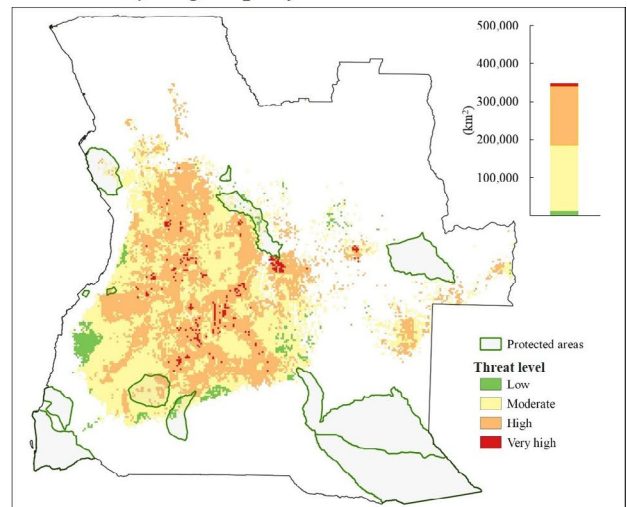 500,000
400,000
300,000
200,000
100,000
(km²)
Protected areas
Threat level
Low
Moderate
High
Very high